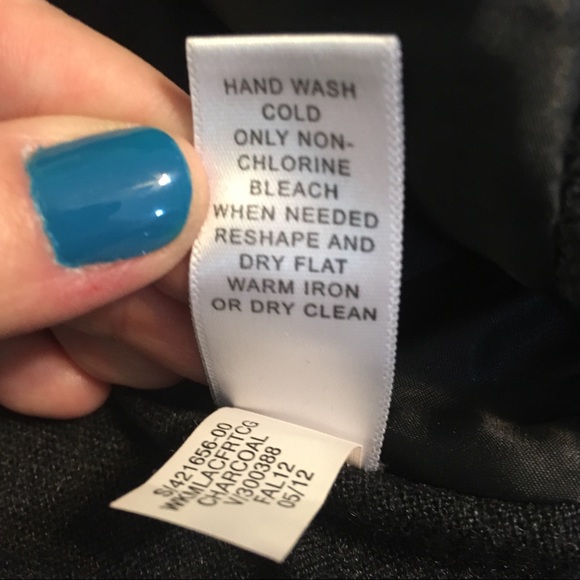 HAND WASH
COLD
ONLY NON-
CHLORINE
BLEACH
WHEN NEEDED
RESHAPE AND
DRY FLAT
WARM IRON
OR DRY CLEAN
S/421656-00
WKMLACFRTCG
CHARCOAL
V/300388
FAL12
05/12